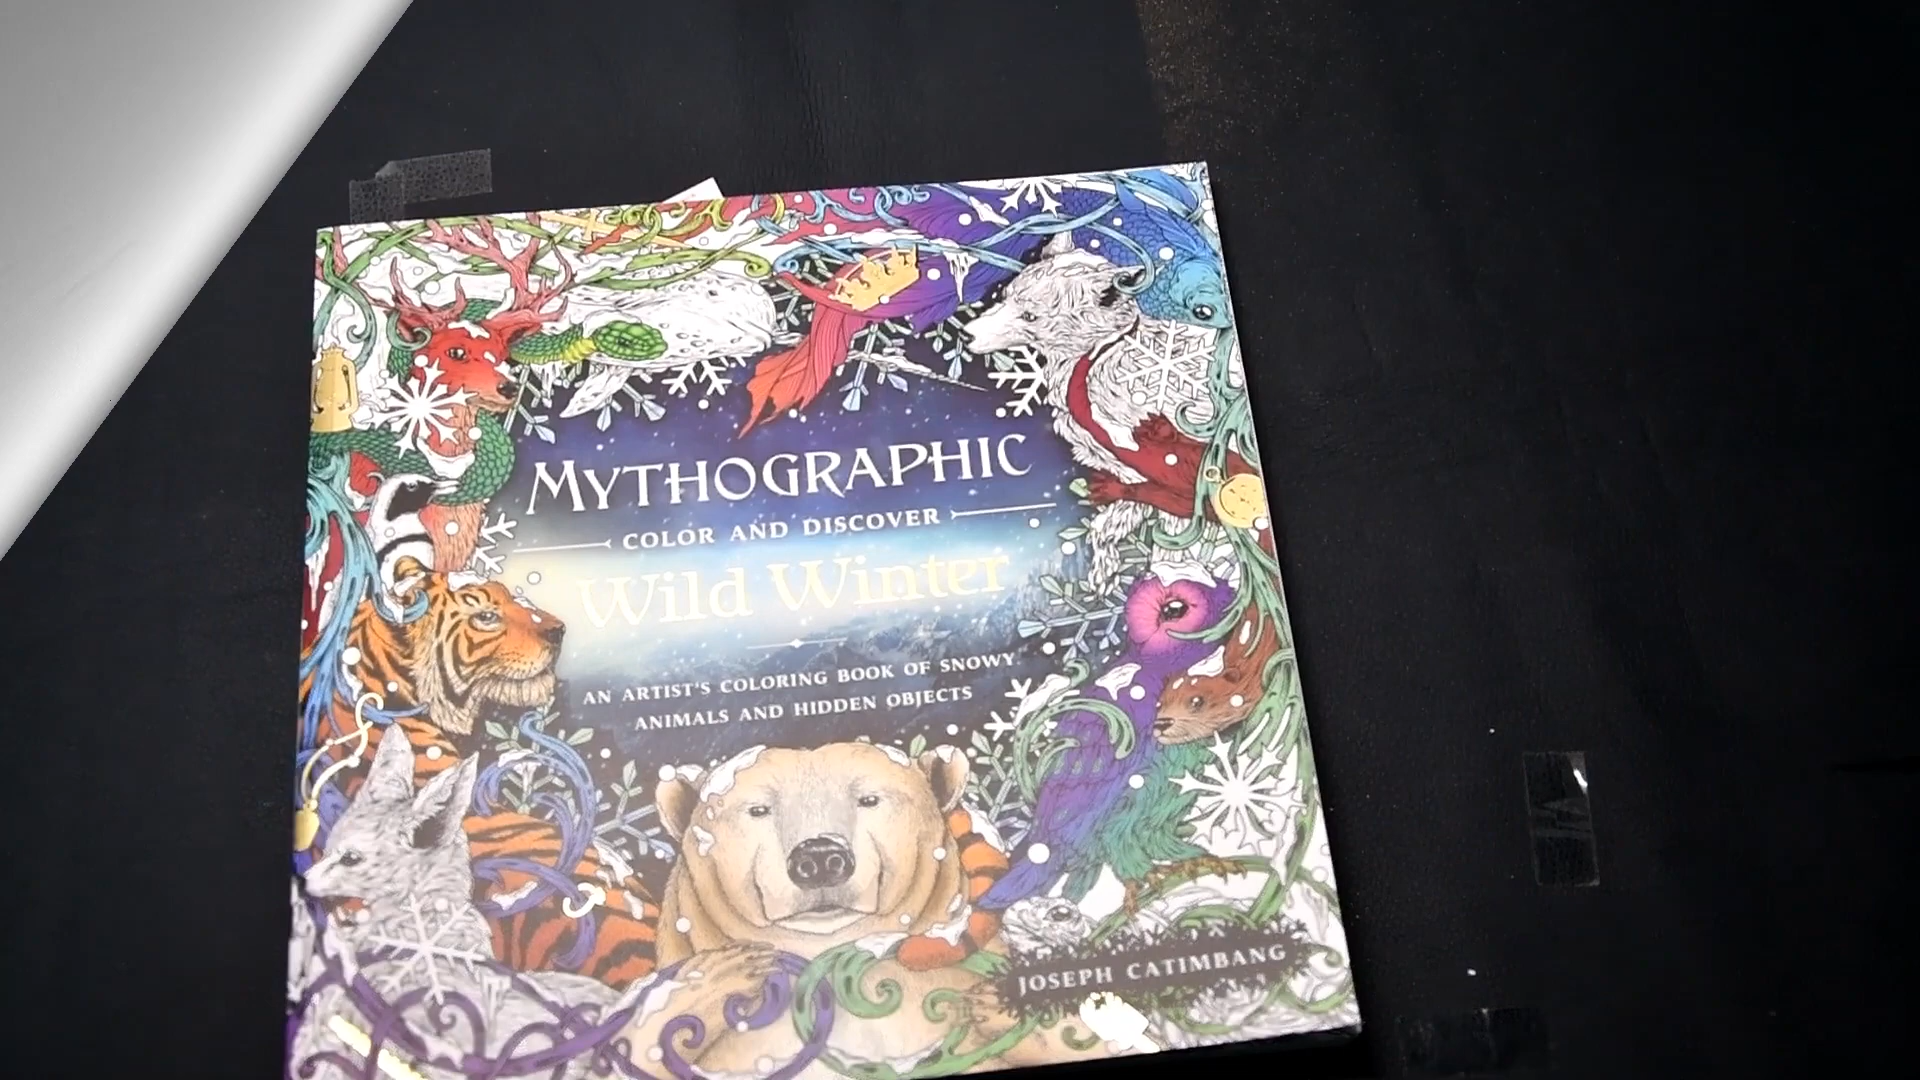 MYTHOGRAPHIC
COLOR AND DISCOVER
Wild Winter
AN ARTIST'S COLORING BOOK OF SNOWY
ANIMALS AND HIDDEN OBJECTS
JOSEPH CATIMBANG